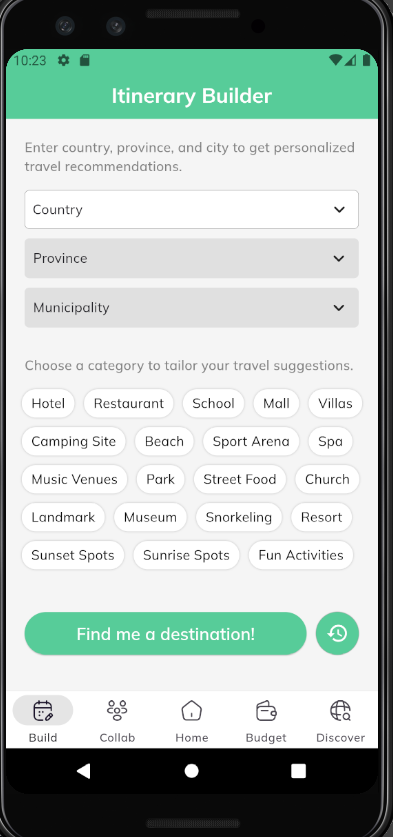 10:23
Itinerary Builder
Enter country, province, and city to get personalized
travel recommendations.
Country
Province
Municipality
Choose a category to tailor your travel suggestions.
Hotel Restaurant School Mall Villas
Camping Site Beach Sport Arena Spa
Music Venues Park Street Food Church
Landmark Museum Snorkeling Resort
Sunset Spots Sunrise Spots Fun Activities
Find me a destination!
Build Collab Home Budget Discover